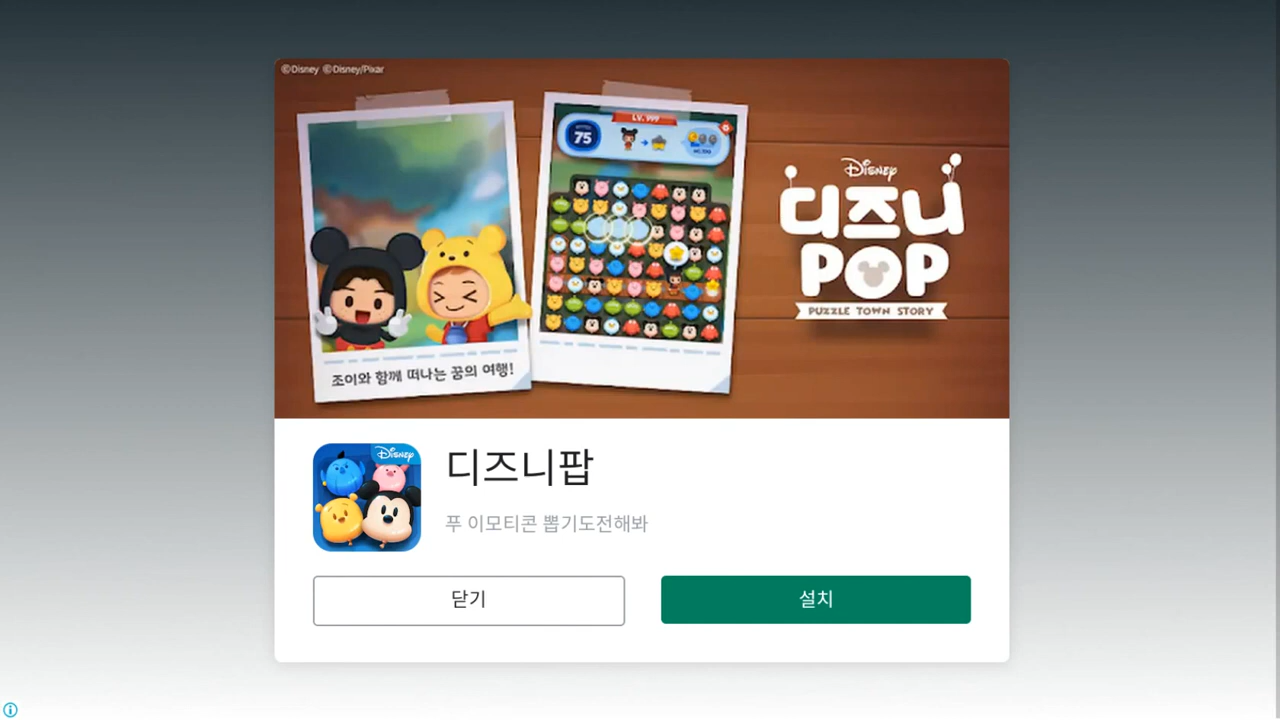 ©Disney ©Disney/Pixar
LV. 999
75
조이와 함께 떠나는 꿈의 여행!
Disney
디즈니
POP
PUZZLE TOWN STORY
Disney
디즈니팝
푸 이모티콘 뽑기도전해봐
닫기
설치